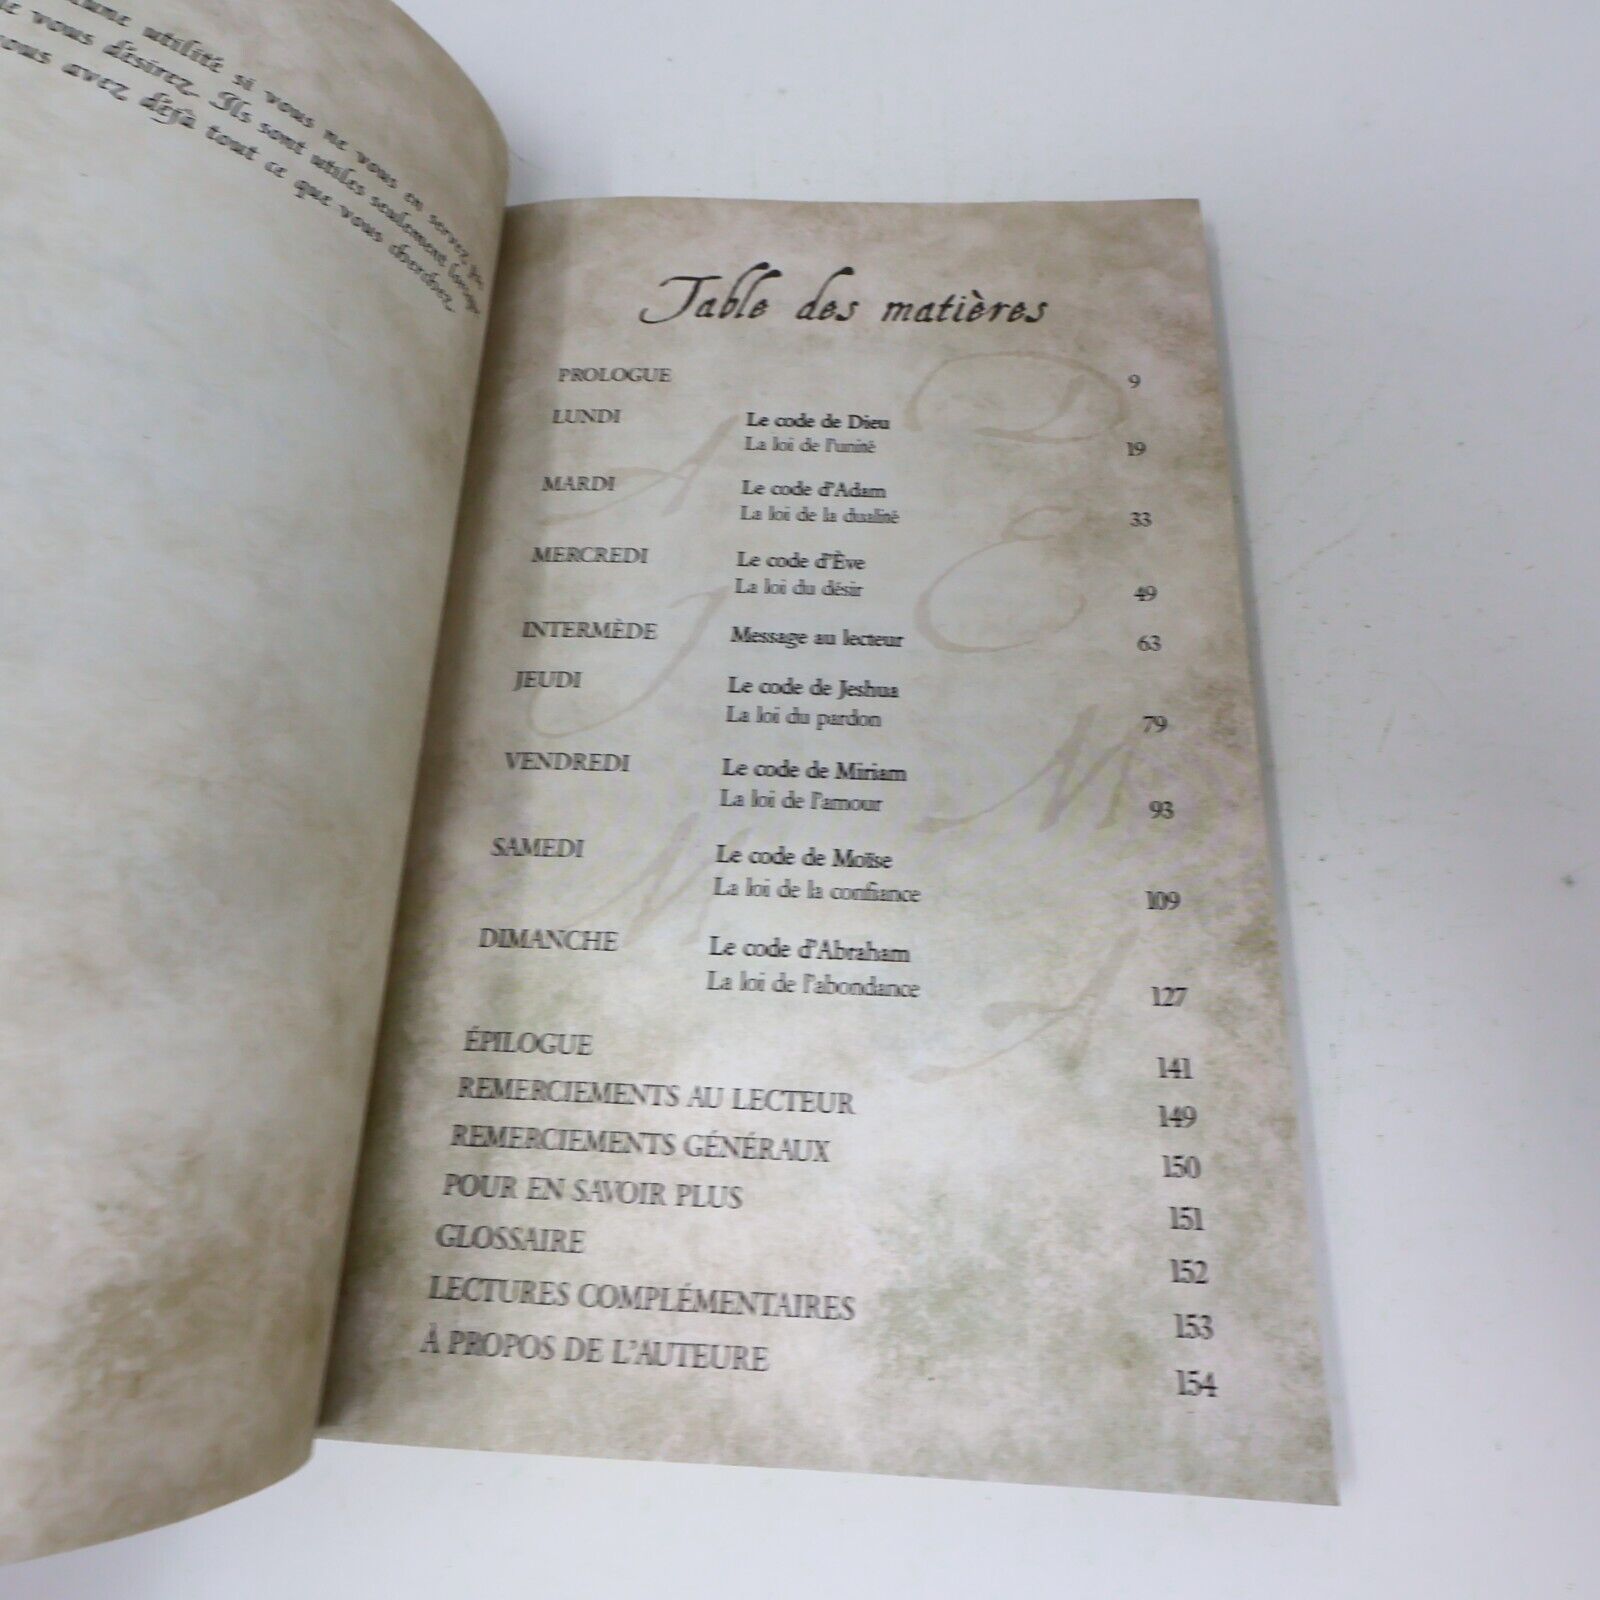 utilité si vous ne vous en servez
vous désirez. Ils sont utiles seulement
vous avez déjà tout ce que vous cherchez.
Table des matières
PROLOGUE 9
LUNDI Le code de Dieu
La loi de l'unité 19
MARDI Le code d'Adam
La loi de la dualité 33
MERCREDI Le code d'Ève
La loi du désir 49
INTERMÈDE Message au lecteur 63
JEUDI Le code de Jeshua
La loi du pardon 79
VENDREDI Le code de Miriam
La loi de l'amour 93
SAMEDI Le code de Moïse
La loi de la confiance 109
DIMANCHE Le code d'Abraham
La loi de l'abondance 127
ÉPILOGUE 141
REMERCIEMENTS AU LECTEUR 149
REMERCIEMENTS GÉNÉRAUX 150
POUR EN SAVOIR PLUS 151
GLOSSAIRE 152
LECTURES COMPLÉMENTAIRES 153
À PROPOS DE L'AUTEURE 154